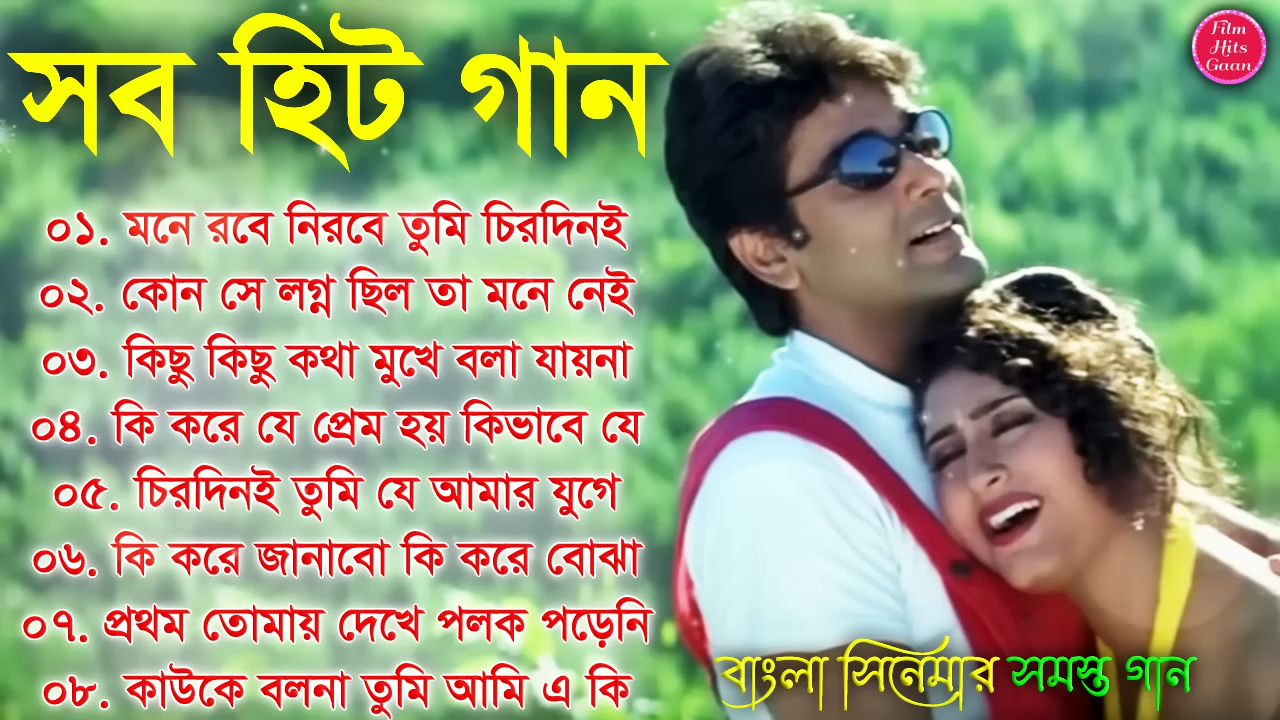 সব হিট গান
Film
Hits
Gaan
০১. মনে রবে নিরবে তুমি চিরদিনই
০২. কোন সে লগ্ন ছিল তা মনে নেই
০৩. কিছু কিছু কথা মুখে বলা যায়না
০৪. কি করে যে প্রেম হয় কিভাবে যে
০৫. চিরদিনই তুমি যে আমার যুগে
০৬. কি করে জানাবো কি করে বোঝা
০৭. প্রথম তোমায় দেখে পলক পড়েনি
০৮. কাউকে বলনা তুমি আমি এ কি
বাংলা সিনেমার সমস্ত গান